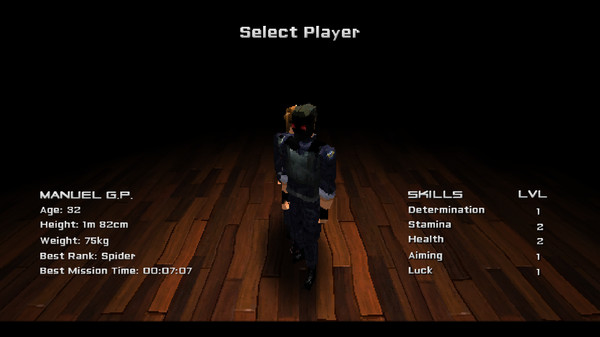 Select Player
MANUEL G.P.
Age: 32
Height: 1m 82cm
Weight: 75kg
Best Rank: Spider
Best Mission Time: 00:07:07
SKILLS LVL
Determination 1
Stamina 2
Health 2
Aiming 1
Luck 1